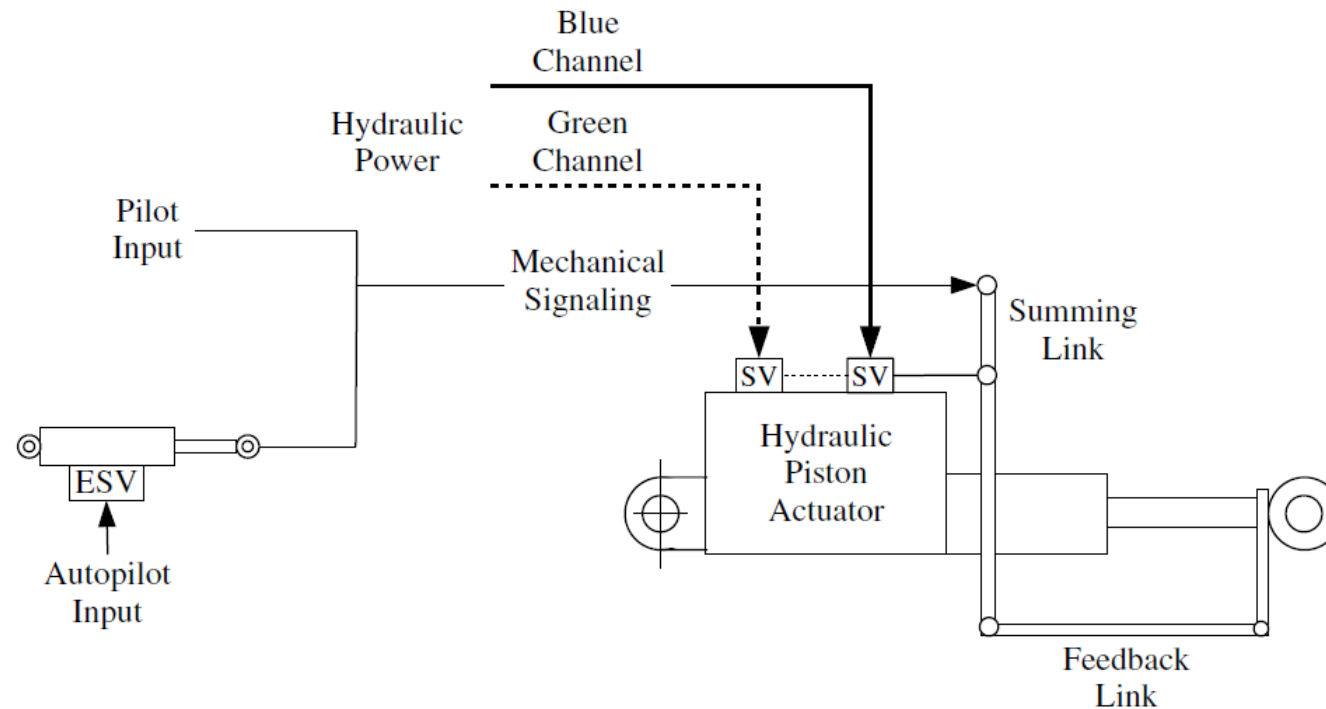 Blue
Channel
Hydraulic
Power
Green
Channel
Pilot
Input
Mechanical
Signaling
Summing
Link
SV
SV
Hydraulic
Piston
Actuator
ESV
Autopilot
Input
Feedback
Link